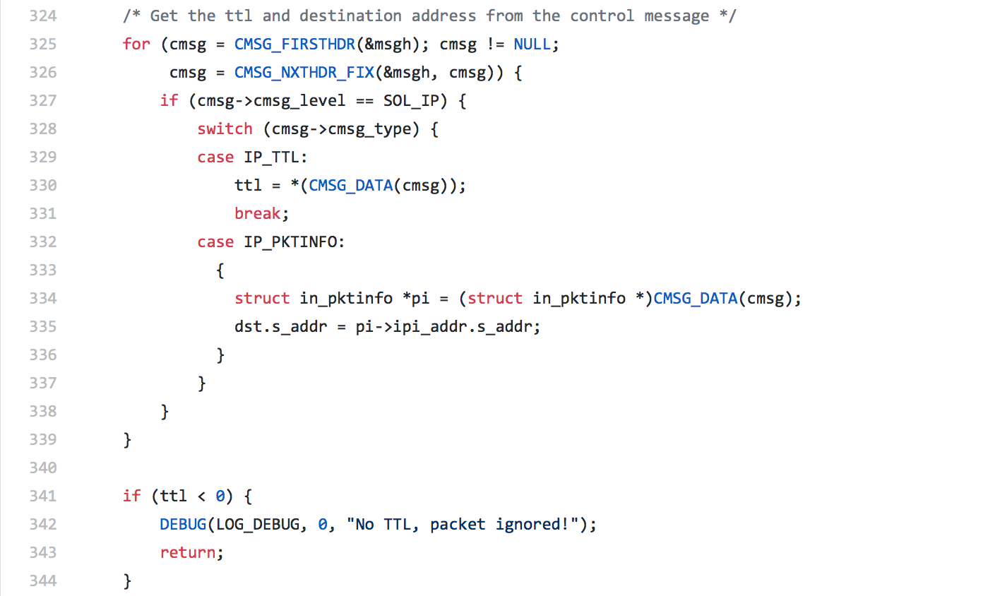 324 /* Get the ttl and destination address from the control message */
325 for (cmsg = CMSG_FIRSTHDR(&msgh); cmsg != NULL;
326 cmsg = CMSG_NXTHDR_FIX(&msgh, cmsg)) {
327 if (cmsg->cmsg_level == SOL_IP) {
328 switch (cmsg->cmsg_type) {
329 case IP_TTL:
330 ttl = *(CMSG_DATA(cmsg));
331 break;
332 case IP_PKTINFO:
333 {
334 struct in_pktinfo *pi = (struct in_pktinfo *)CMSG_DATA(cmsg);
335 dst.s_addr = pi->ipi_addr.s_addr;
336 }
337 }
338 }
339 }
340
341 if (ttl < 0) {
342 DEBUG(LOG_DEBUG, 0, "No TTL, packet ignored!");
343 return;
344 }